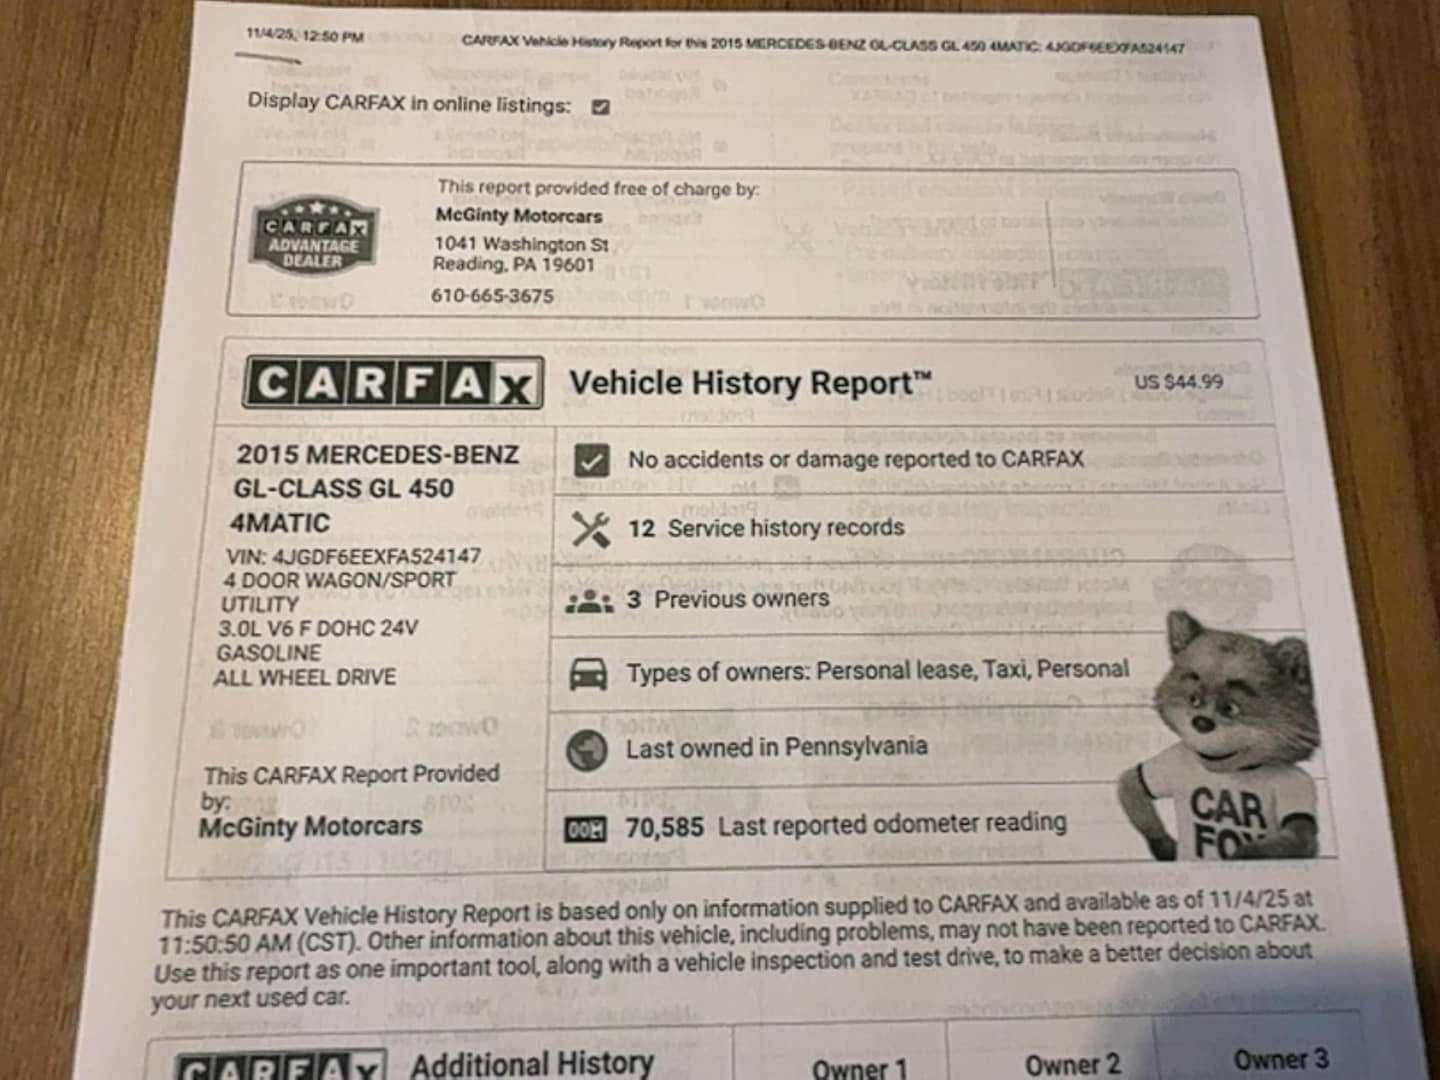 11/4/25, 12:50 PM
CARFAX Vehicle History Report for this 2015 MERCEDES-BENZ GL-CLASS GL 450 4MATIC: 4JGDF6EEXFA524147
Display CARFAX in online listings:
CARFAX
ADVANTAGE
DEALER
This report provided free of charge by:
McGinty Motorcars
1041 Washington St
Reading, PA 19601
610-665-3675
CARFAX Vehicle History Report™ US $44.99
2015 MERCEDES-BENZ
GL-CLASS GL 450
4MATIC
VIN: 4JGDF6EEXFA524147
4 DOOR WAGON/SPORT
UTILITY
3.0L V6 F DOHC 24V
GASOLINE
ALL WHEEL DRIVE
This CARFAX Report Provided
by:
McGinty Motorcars
No accidents or damage reported to CARFAX
12 Service history records
3 Previous owners
Types of owners: Personal lease, Taxi, Personal
Last owned in Pennsylvania
70,585 Last reported odometer reading
CAR
FOX
This CARFAX Vehicle History Report is based only on information supplied to CARFAX and available as of 11/4/25 at
11:50:50 AM (CST). Other information about this vehicle, including problems, may not have been reported to CARFAX.
Use this report as one important tool, along with a vehicle inspection and test drive, to make a better decision about
your next used car.
CARFAX Additional History Owner 1 Owner 2 Owner 3